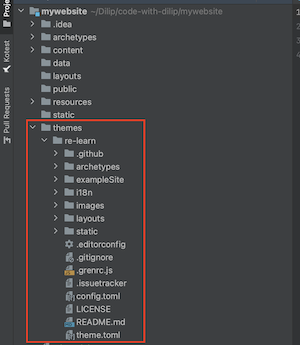 Proje
Kotest
Pull Requests
mywebsite ~/Dilip/code-with-dilip/mywebsite
.idea
archetypes
content
data
layouts
public
resources
static
themes
re-learn
.github
archetypes
exampleSite
i18n
images
layouts
static
.editorconfig
.gitignore
.grenrc.js
.issuetracker
config.toml
LICENSE
README.md
theme.toml